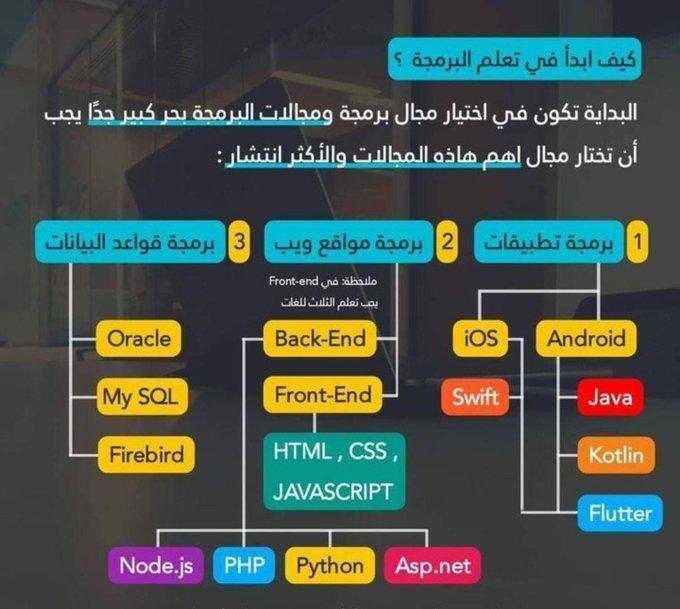 كيف ابدأ في تعلم البرمجة ؟
البداية تكون في اختيار مجال برمجة ومجالات البرمجة بحر كبير جدًا يجب
أن تختار مجال اهم هاذه المجالات والأكثر انتشار :
1 برمجة تطبيقات
2 برمجة مواقع ويب
3 برمجة قواعد البيانات
ملاحظة: في Front-end
يجب تعلم الثلاث للغات
Android
iOS
Back-End
Oracle
Java
Swift
Front-End
My SQL
Kotlin
HTML , CSS ,
JAVASCRIPT
Firebird
Flutter
Node.js
PHP
Python
Asp.net